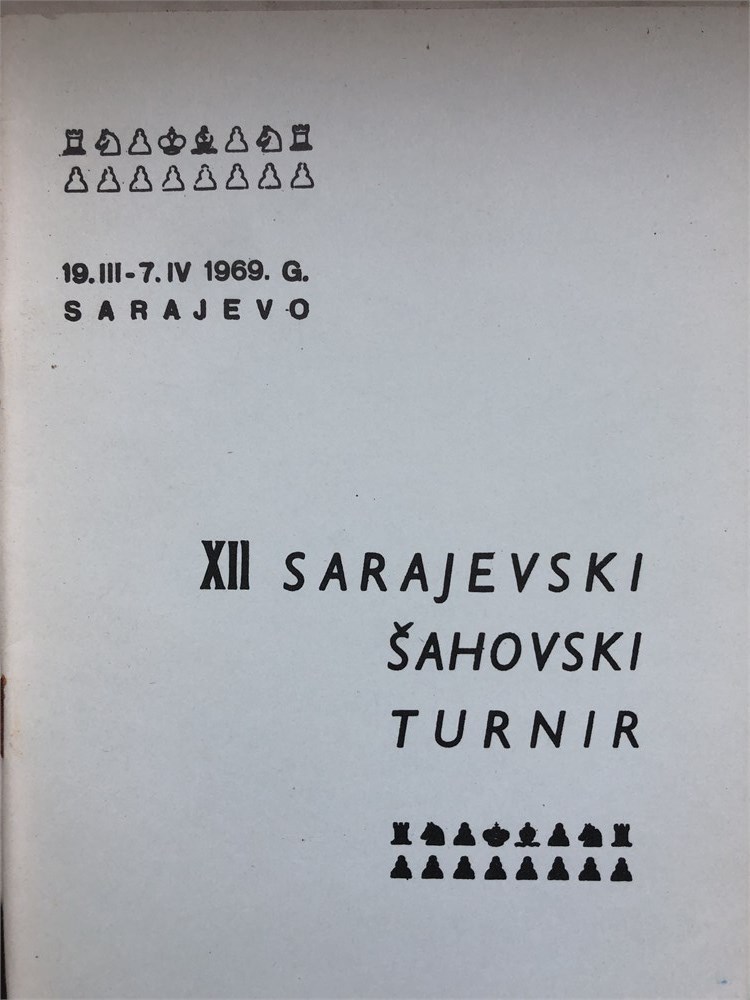 19.III-7.IV 1969. G.
SARAJEVO
XII SARAJEVSKI
ŠAHOVSKI
TURNIR